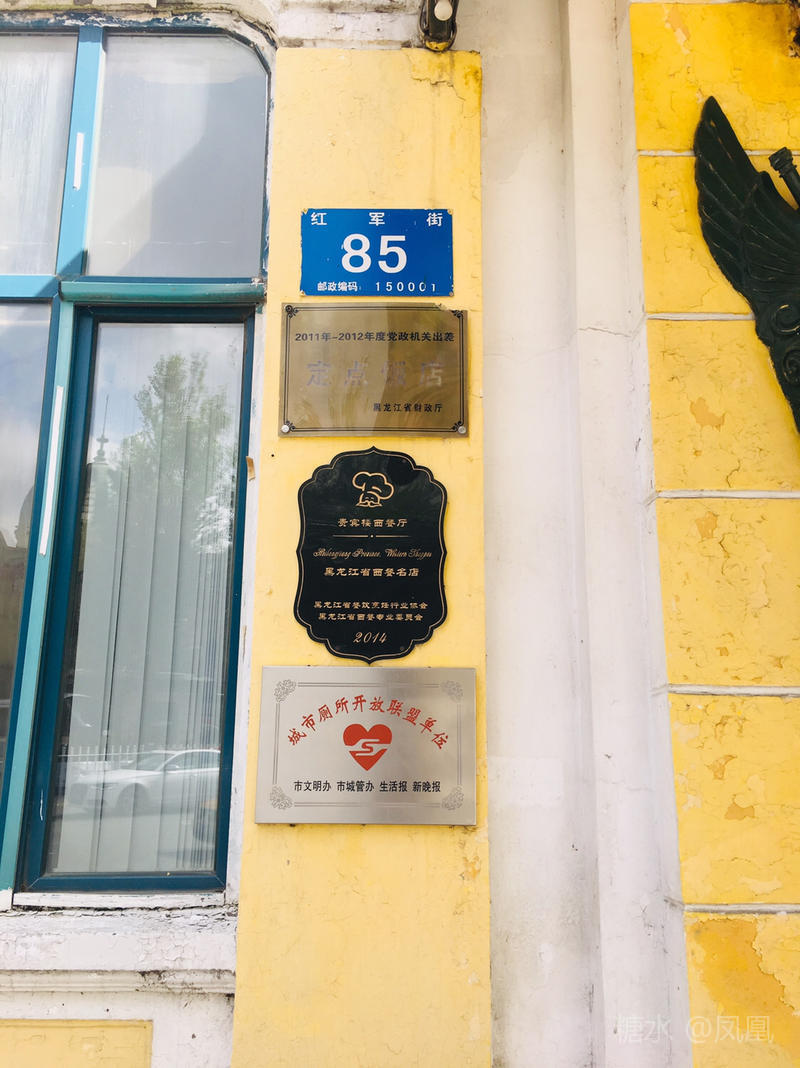 红军街
85
邮政编码: 150001
2011年-2012年度党政机关出差
定点饭店
黑龙江省财政厅
贵宾楼西餐厅
Heilongjiang Province, Western Shoppes
黑龙江省西餐名店
黑龙江省餐饮烹饪行业协会
黑龙江省西餐专业委员会
2014
城市厕所开放联盟单位
市文明办 市城管办 生活报 新晚报
糖水 @凤凰